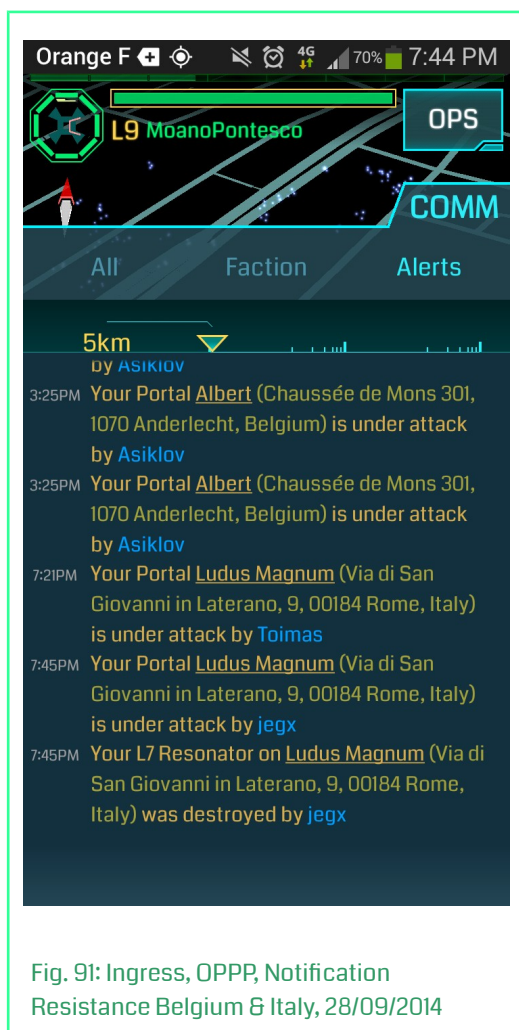 Orange F 4G 70% 7:44 PM
L9 MoanoPontesco
OPS
COMM
All Faction Alerts
5km
by Asiklov
3:25PM Your Portal Albert (Chaussée de Mons 301,
1070 Anderlecht, Belgium) is under attack
by Asiklov
3:25PM Your Portal Albert (Chaussée de Mons 301,
1070 Anderlecht, Belgium) is under attack
by Asiklov
7:21PM Your Portal Ludus Magnum (Via di San
Giovanni in Laterano, 9, 00184 Rome, Italy)
is under attack by Toimas
7:45PM Your Portal Ludus Magnum (Via di San
Giovanni in Laterano, 9, 00184 Rome, Italy)
is under attack by jegx
7:45PM Your L7 Resonator on Ludus Magnum (Via di
San Giovanni in Laterano, 9, 00184 Rome,
Italy) was destroyed by jegx
Fig. 91: Ingress, OPPP, Notification
Resistance Belgium & Italy, 28/09/2014